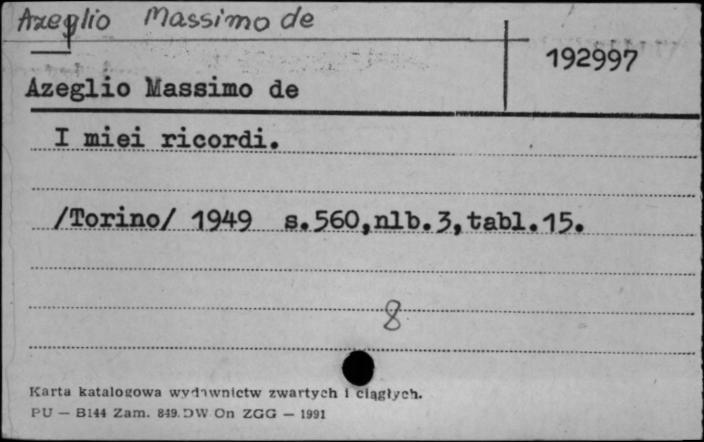 Azeglio Massimo de
192997
Azeglio Massimo de
I miei ricordi.
/Torino/ 1949 s.560,nlb.3,tabl.15.
8
Karta katalogowa wydawnictw zwartych i ciągłych.
PU — B144 Zam. 849. DW On ZGG — 1991